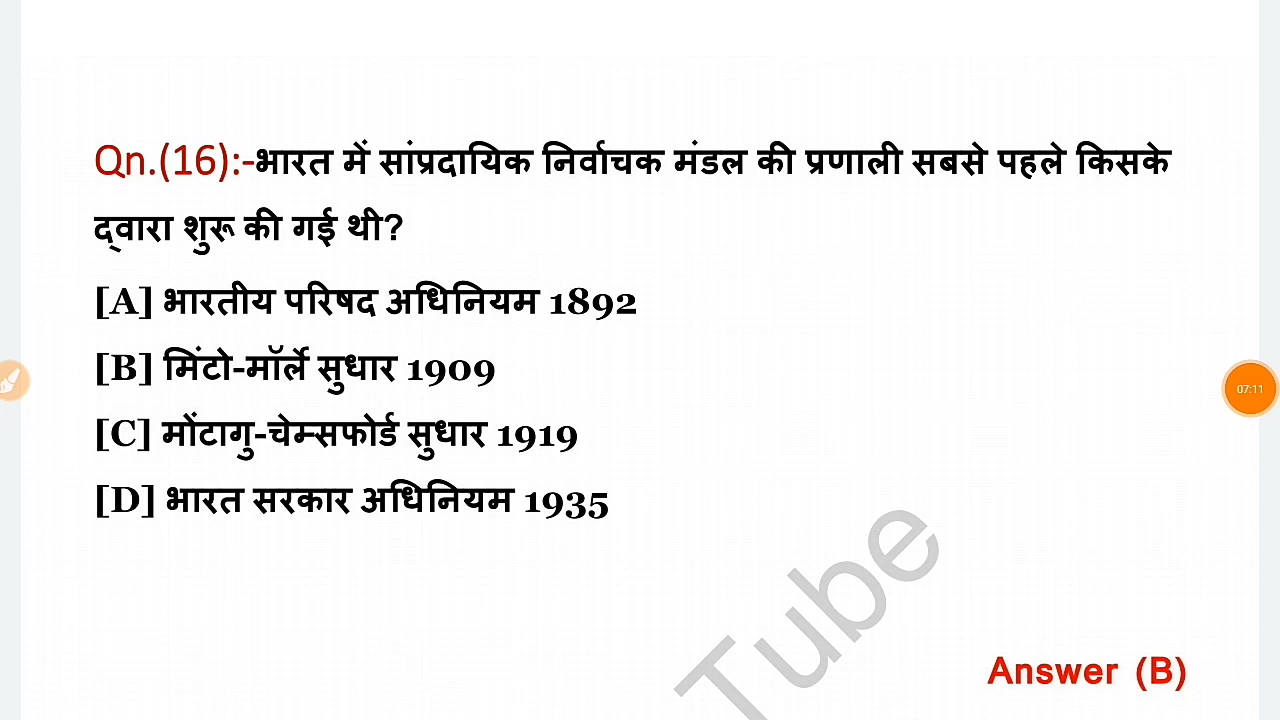 Qn.(16):-भारत में सांप्रदायिक निर्वाचक मंडल की प्रणाली सबसे पहले किसके
द्वारा शुरू की गई थी?
[A] भारतीय परिषद अधिनियम 1892
[B] मिंटो-मॉर्ले सुधार 1909
[C] मोंटागु-चेम्सफोर्ड सुधार 1919
[D] भारत सरकार अधिनियम 1935
07:11
Tube
Answer (B)